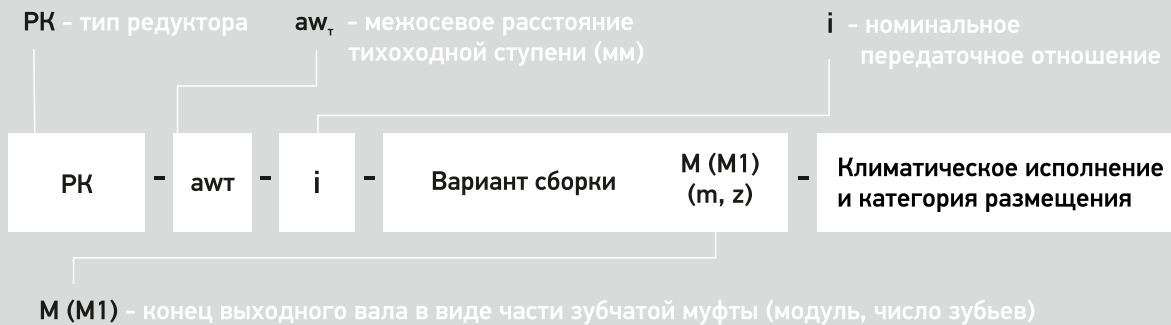 РК - тип редуктора
awт - межосевое расстояние
тихоходной ступени (мм)
i - номинальное
передаточное отношение
РК - awт - i - Вариант сборки М (М1) (m, z) - Климатическое исполнение
и категория размещения
М (М1) - конец выходного вала в виде части зубчатой муфты (модуль, число зубьев)